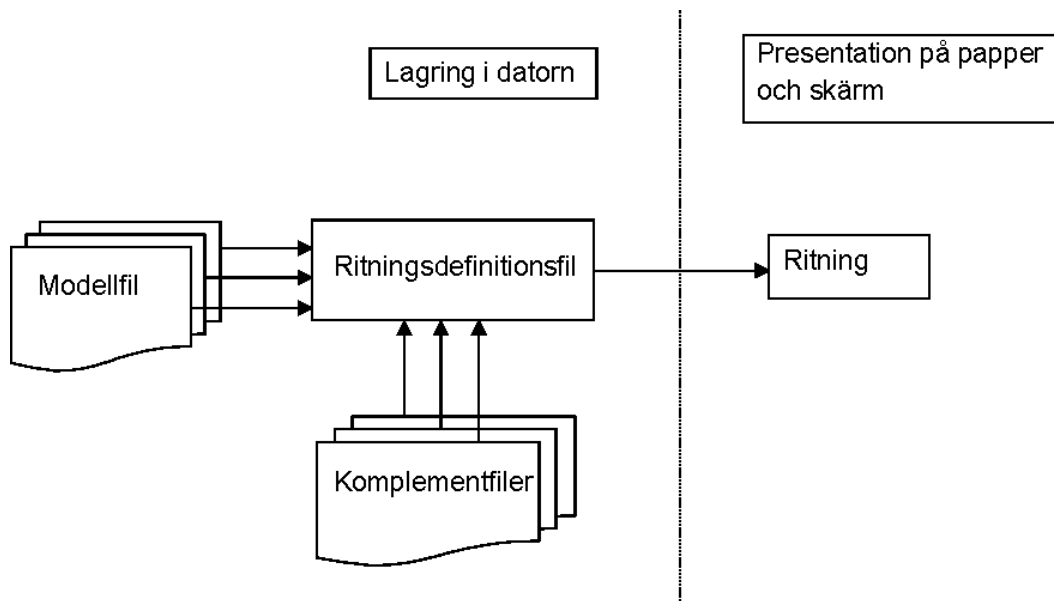 Lagring i datorn
Presentation på papper
och skärm
Modellfil
Ritningsdefinitionsfil
Ritning
Komplementfiler